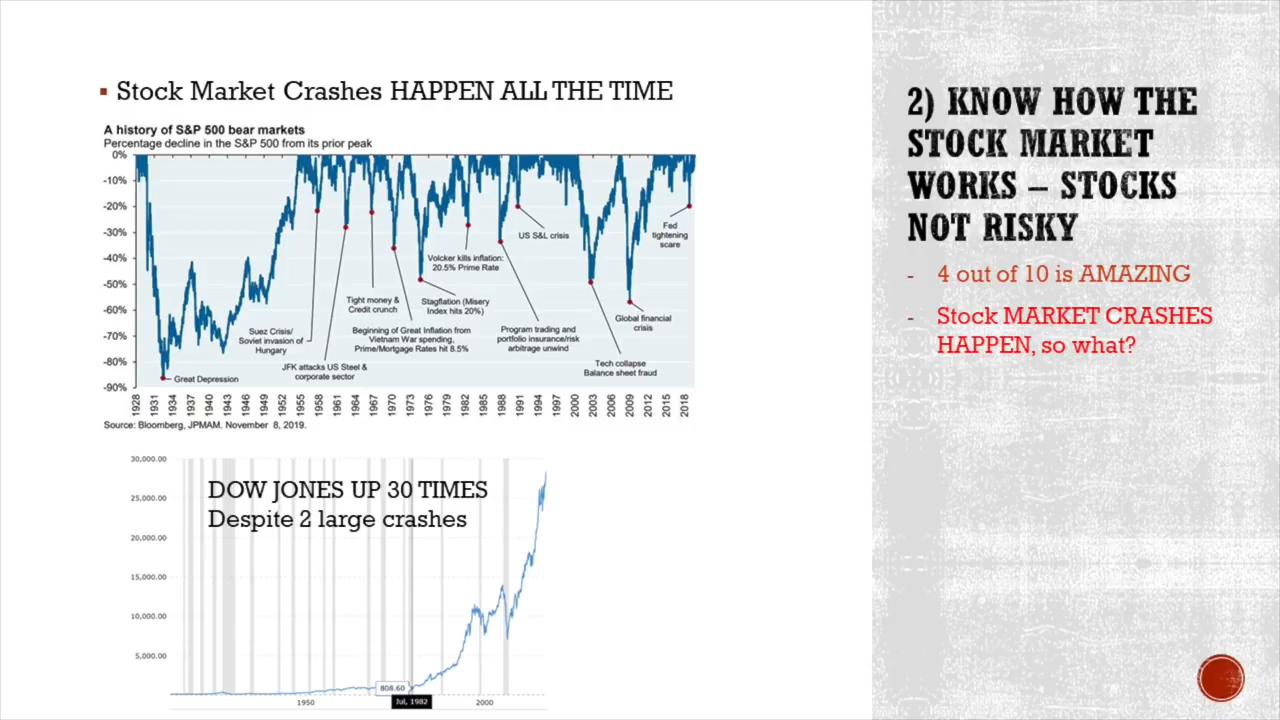 ▪ Stock Market Crashes HAPPEN ALL THE TIME
A history of S&P 500 bear markets
Percentage decline in the S&P 500 from its prior peak
0%
-10%
-20%
-30%
-40%
-50%
-60%
-70%
-80%
-90%
Great Depression
Suez Crisis/
Soviet invasion of
Hungary
JFK attacks US Steel &
corporate sector
Tight money &
Credit crunch
Beginning of Great Inflation from
Vietnam War spending,
Prime/Mortgage Rates hit 8.5%
Stagflation (Misery
Index hits 20%)
Volcker kills inflation:
20.5% Prime Rate
Program trading and
portfolio insurance/risk
arbitrage unwind
US S&L crisis
Tech collapse
Balance sheet fraud
Global financial
crisis
Fed
tightening
scare
1928 1931 1934 1937 1940 1943 1946 1949 1952 1955 1958 1961 1964 1967 1970 1973 1976 1979 1982 1985 1988 1991 1994 1997 2000 2003 2006 2009 2012 2015 2018
Source: Bloomberg, JPMAM. November 8, 2019.
30,000.00
25,000.00
20,000.00
15,000.00
10,000.00
5,000.00
DOW JONES UP 30 TIMES
Despite 2 large crashes
808.60
1950
Jul, 1982
2000
2) KNOW HOW THE
STOCK MARKET
WORKS – STOCKS
NOT RISKY
- 4 out of 10 is AMAZING
- Stock MARKET CRASHES
HAPPEN, so what?